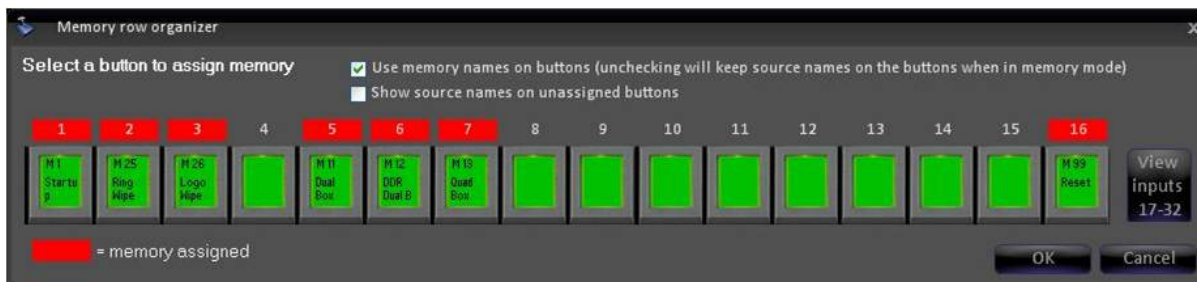 Memory row organizer
x
Select a button to assign memory
Use memory names on buttons (unchecking will keep source names on the buttons when in memory mode)
Show source names on unassigned buttons
1 2 3 4 5 6 7 8 9 10 11 12 13 14 15 16
M 1
Startu
p
M 25
Ring
Wipe
M 26
Logo
Wipe
M 11
Dual
Box
M 12
DDR
Dual B
M 13
Quad
Box
M 99
Reset
View
inputs
17-32
= memory assigned
OK
Cancel